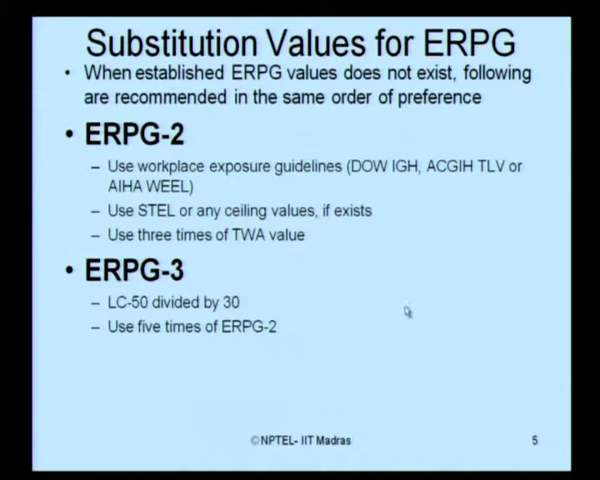 Substitution Values for ERPG
• When established ERPG values does not exist, following
are recommended in the same order of preference
• ERPG-2
– Use workplace exposure guidelines (DOW IGH, ACGIH TLV or
AIHA WEEL)
– Use STEL or any ceiling values, if exists
– Use three times of TWA value
• ERPG-3
– LC-50 divided by 30
– Use five times of ERPG-2
©NPTEL- IIT Madras
5